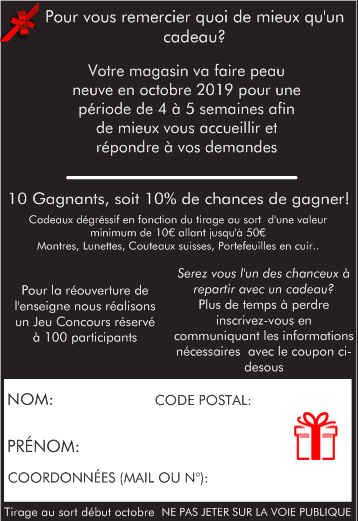 Pour vous remercier quoi de mieux qu'un
cadeau?
Votre magasin va faire peau
neuve en octobre 2019 pour une
période de 4 à 5 semaines afin
de mieux vous accueillir et
répondre à vos demandes
10 Gagnants, soit 10% de chances de gagner!
Cadeaux dégréssif en fonction du tirage au sort d'une valeur
minimum de 10€ allant jusqu'à 50€
Montres, Lunettes, Couteaux suisses, Portefeuilles en cuir..
Pour la réouverture de
l'enseigne nous réalisons
un Jeu Concours réservé
à 100 participants
Serez vous l'un des chanceux à
repartir avec un cadeau?
Plus de temps à perdre
inscrivez-vous en
communiquant les informations
nécessaires avec le coupon ci-
desous
NOM: CODE POSTAL:
PRÉNOM:
COORDONNÉES (MAIL OU N°):
Tirage au sort début octobre NE PAS JETER SUR LA VOIE PUBLIQUE